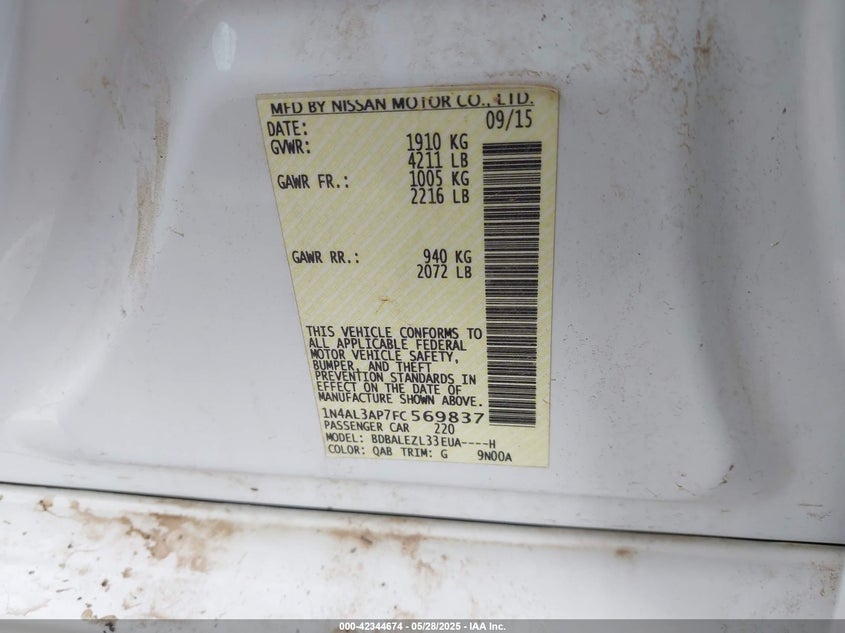 MFD BY NISSAN MOTOR CO., LTD.
DATE: 09/15
GVWR: 1910 KG
4211 LB
GAWR FR.: 1005 KG
2216 LB
GAWR RR.: 940 KG
2072 LB
THIS VEHICLE CONFORMS TO
ALL APPLICABLE FEDERAL
MOTOR VEHICLE SAFETY,
BUMPER, AND THEFT
PREVENTION STANDARDS IN
EFFECT ON THE DATE OF
MANUFACTURE SHOWN ABOVE.
1N4AL3AP7FC569837
PASSENGER CAR 220
MODEL: BDBALEZL33EUA----H
COLOR: QAB TRIM: G 9N00A
000-42344674 - 05/28/2025 - IAA Inc.